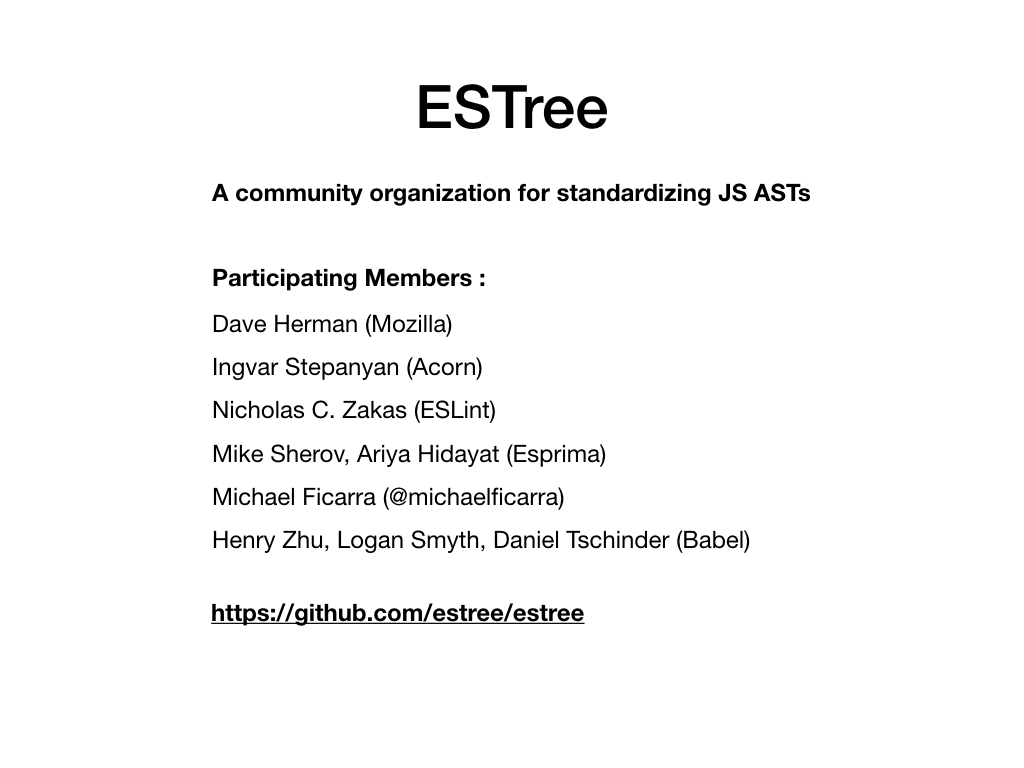 ESTree
A community organization for standardizing JS ASTs
Participating Members :
Dave Herman (Mozilla)
Ingvar Stepanyan (Acorn)
Nicholas C. Zakas (ESLint)
Mike Sherov, Ariya Hidayat (Esprima)
Michael Ficarra (@michaelficarra)
Henry Zhu, Logan Smyth, Daniel Tschinder (Babel)
https://github.com/estree/estree